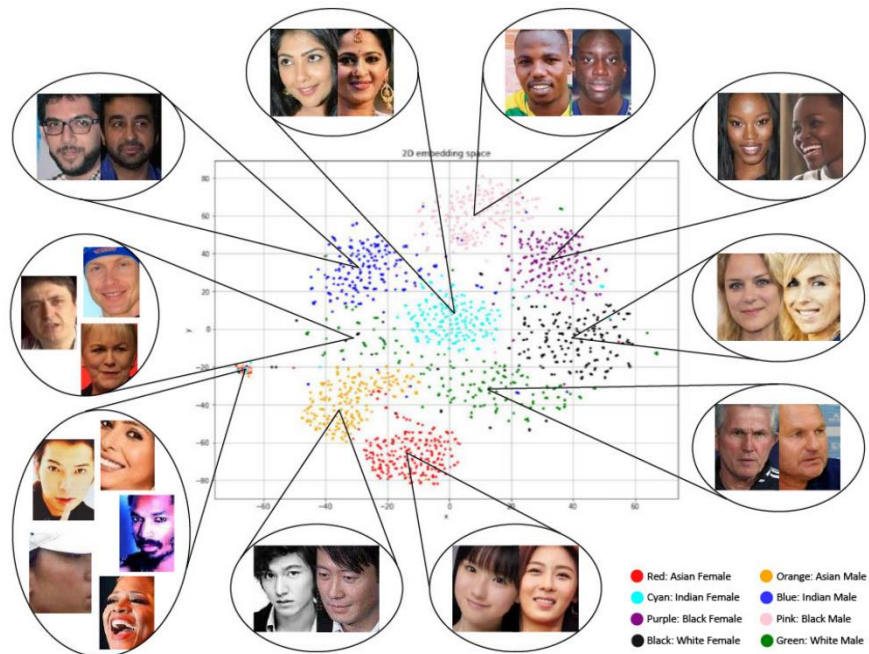 2D embedding space
80
60
40
20
0
−20
−40
−60
−80
y
−60
−40
−20
0
20
40
60
x
Red: Asian Female
Orange: Asian Male
Cyan: Indian Female
Blue: Indian Male
Purple: Black Female
Pink: Black Male
Black: White Female
Green: White Male